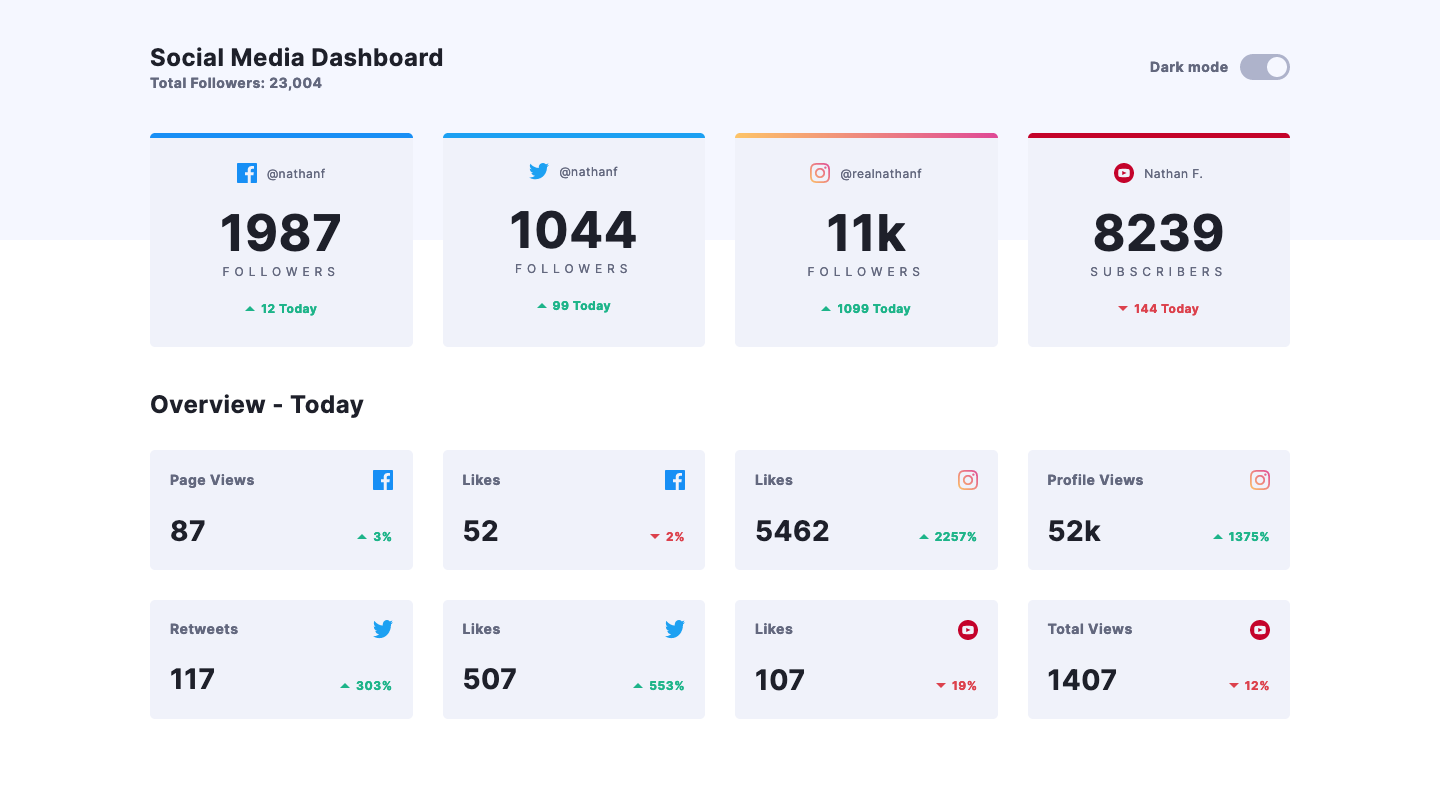 Social Media Dashboard
Total Followers: 23,004
Dark mode
@nathanf
1987
FOLLOWERS
12 Today
@nathanf
1044
FOLLOWERS
99 Today
@realnathanf
11k
FOLLOWERS
1099 Today
Nathan F.
8239
SUBSCRIBERS
144 Today
Overview - Today
Page Views
87
3%
Likes
52
2%
Likes
5462
2257%
Profile Views
52k
1375%
Retweets
117
303%
Likes
507
553%
Likes
107
19%
Total Views
1407
12%